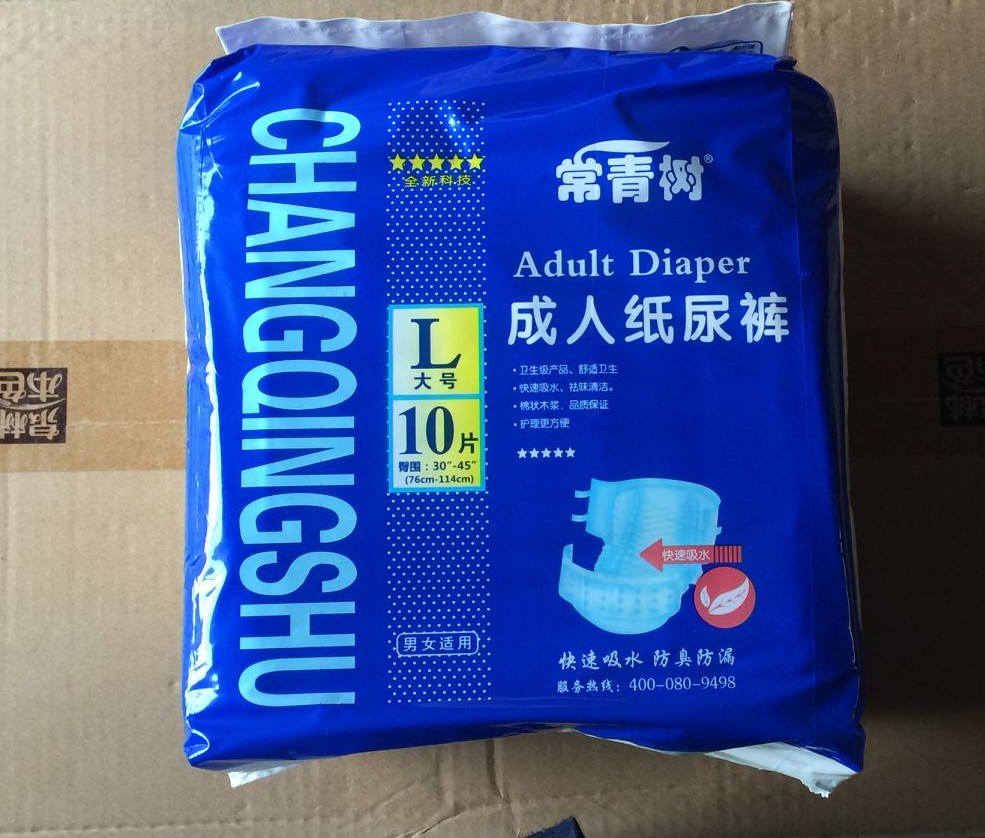 CHANGQINGSHU
全新科技
常青树®
Adult Diaper
成人纸尿裤
L
大号
10片
臀围：30"-45"
(76cm-114cm)
·卫生级产品、舒适卫生
·快速吸水、祛味清洁。
·棉状木浆、品质保证
·护理更方便
快速吸水
男女适用
快速吸水 防臭防漏
服务热线：400-080-9498
本色